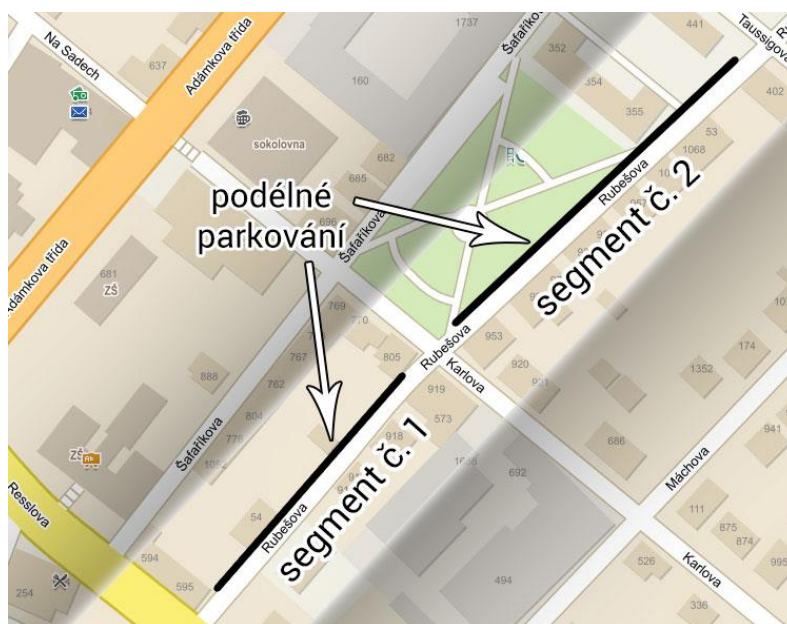 1737
441
Taussigova
Šafaříkova
352
Na Sadech
637
Adámkova třída
160
354
402
355
sokolovna
53
1068
682
Rubešova
685
podélné
parkování
696
segment č. 2
Šafaříkova
Adámkova třída
681
ZŠ
769
767
805
Rubešova
953
174
888
762
Karlova
920
1352
919
804
573
941
Šafaříkova
918
686
ZŠ
692
segment č. 1
Máchova
Resslova
54
Rubešova
111
875
874
594
Karlova
526
995
254
595
494
336